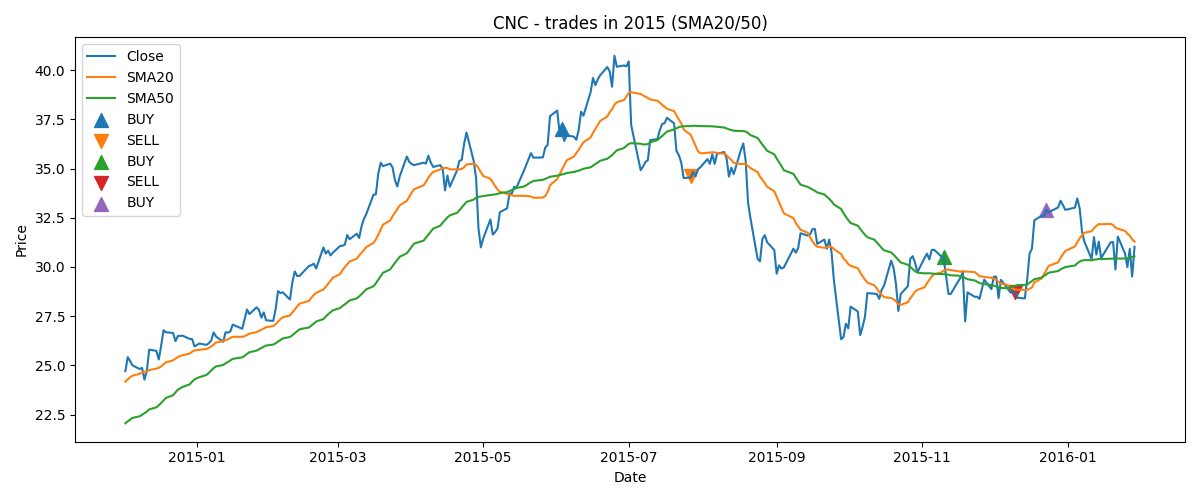 CNC - trades in 2015 (SMA20/50)
Close
SMA20
SMA50
BUY
SELL
BUY
SELL
BUY
Price
40.0
37.5
35.0
32.5
30.0
27.5
25.0
22.5
2015-01 2015-03 2015-05 2015-07 2015-09 2015-11 2016-01
Date